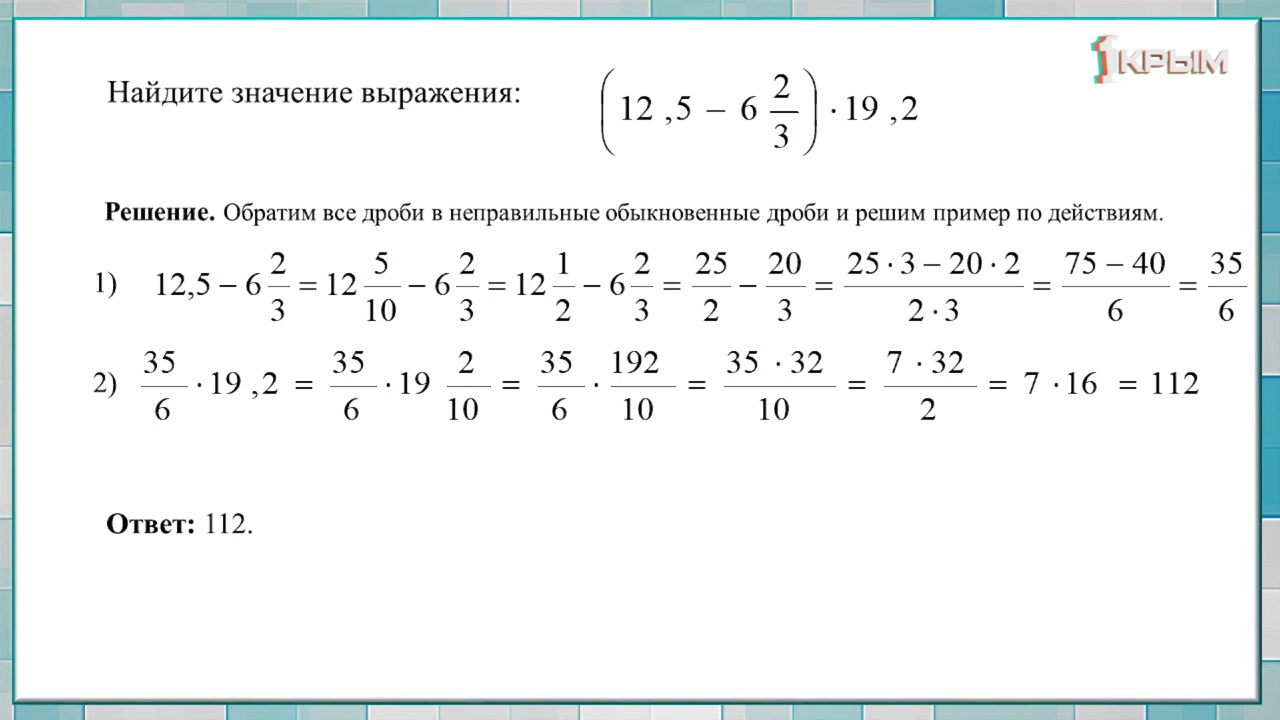 1КРЫМ
Найдите значение выражения: (12 ,5 − 6 2/3) · 19 ,2
Решение. Обратим все дроби в неправильные обыкновенные дроби и решим пример по действиям.
1) 12,5 − 6 2/3 = 12 5/10 − 6 2/3 = 12 1/2 − 6 2/3 = 25/2 − 20/3 = (25 · 3 − 20 · 2)/(2 · 3) = (75 − 40)/6 = 35/6
2) 35/6 · 19 ,2 = 35/6 · 19 2/10 = 35/6 · 192/10 = (35 · 32)/10 = (7 · 32)/2 = 7 · 16 = 112
Ответ: 112.